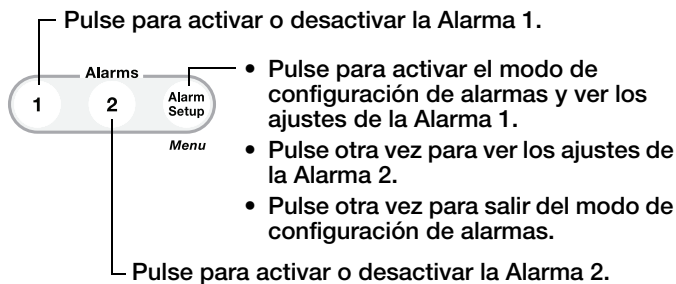 Pulse para activar o desactivar la Alarma 1.
Alarms
1
2
Alarm
Setup
Menu
• Pulse para activar el modo de
configuración de alarmas y ver los
ajustes de la Alarma 1.
• Pulse otra vez para ver los ajustes de
la Alarma 2.
• Pulse otra vez para salir del modo de
configuración de alarmas.
Pulse para activar o desactivar la Alarma 2.